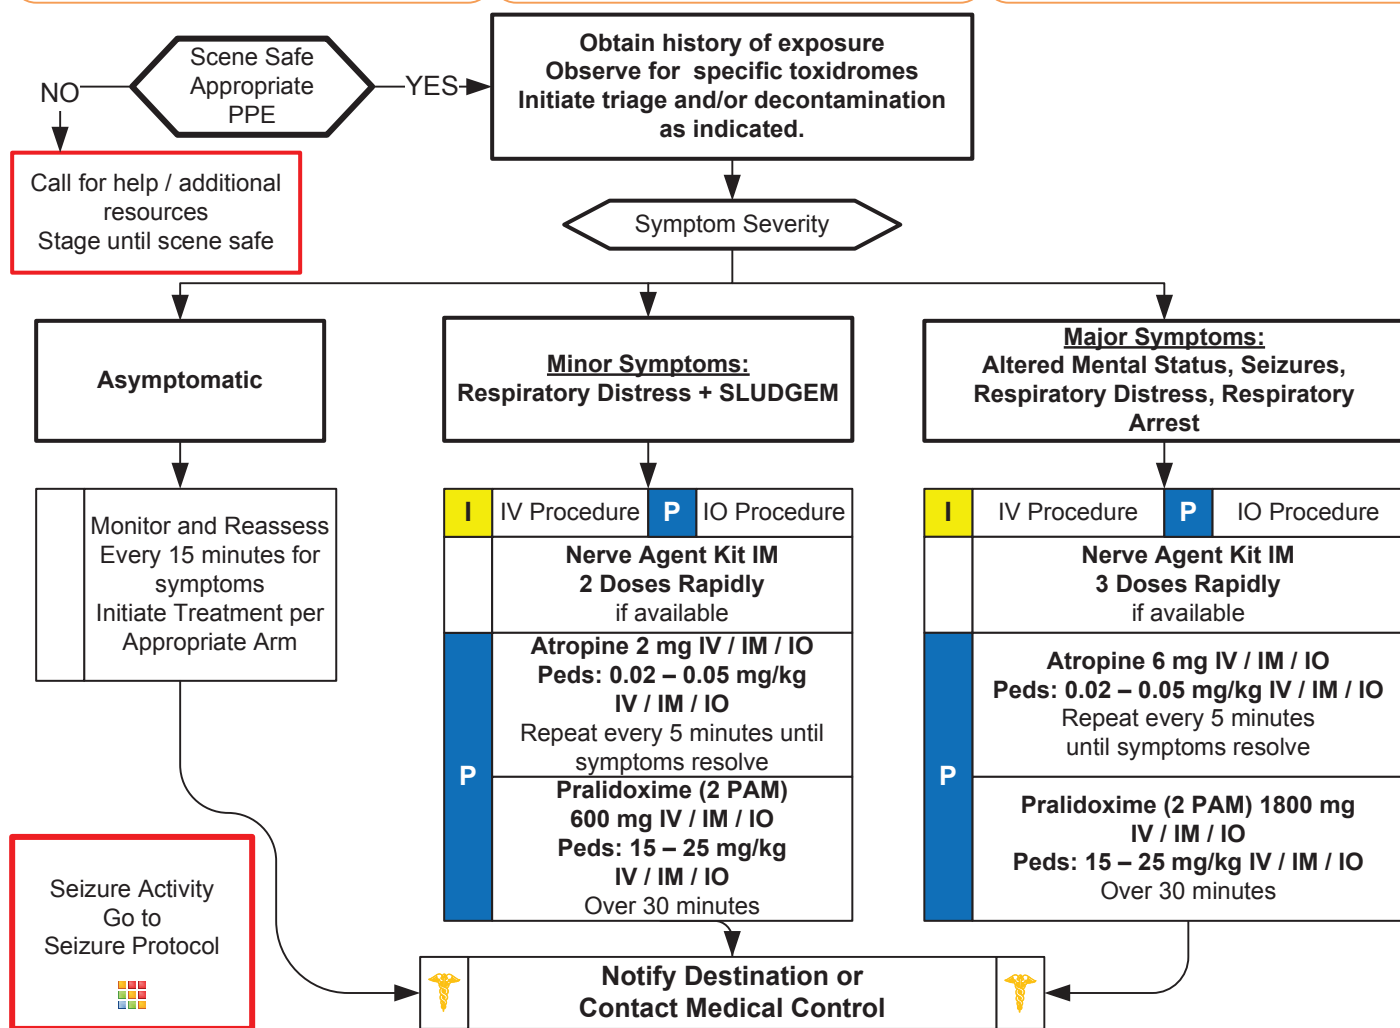 Scene Safe
Appropriate
PPE
NO
YES
Obtain history of exposure
Observe for specific toxidromes
Initiate triage and/or decontamination
as indicated.
Call for help / additional
resources
Stage until scene safe
Symptom Severity
Asymptomatic
Minor Symptoms:
Respiratory Distress + SLUDGEM
Major Symptoms:
Altered Mental Status, Seizures,
Respiratory Distress, Respiratory
Arrest
Monitor and Reassess
Every 15 minutes for
symptoms
Initiate Treatment per
Appropriate Arm
I IV Procedure P IO Procedure
Nerve Agent Kit IM
2 Doses Rapidly
if available
P
Atropine 2 mg IV / IM / IO
Peds: 0.02 – 0.05 mg/kg
IV / IM / IO
Repeat every 5 minutes until
symptoms resolve
Pralidoxime (2 PAM)
600 mg IV / IM / IO
Peds: 15 – 25 mg/kg
IV / IM / IO
Over 30 minutes
I IV Procedure P IO Procedure
Nerve Agent Kit IM
3 Doses Rapidly
if available
P
Atropine 6 mg IV / IM / IO
Peds: 0.02 – 0.05 mg/kg IV / IM / IO
Repeat every 5 minutes
until symptoms resolve
Pralidoxime (2 PAM) 1800 mg
IV / IM / IO
Peds: 15 – 25 mg/kg IV / IM / IO
Over 30 minutes
Seizure Activity
Go to
Seizure Protocol
Notify Destination or
Contact Medical Control